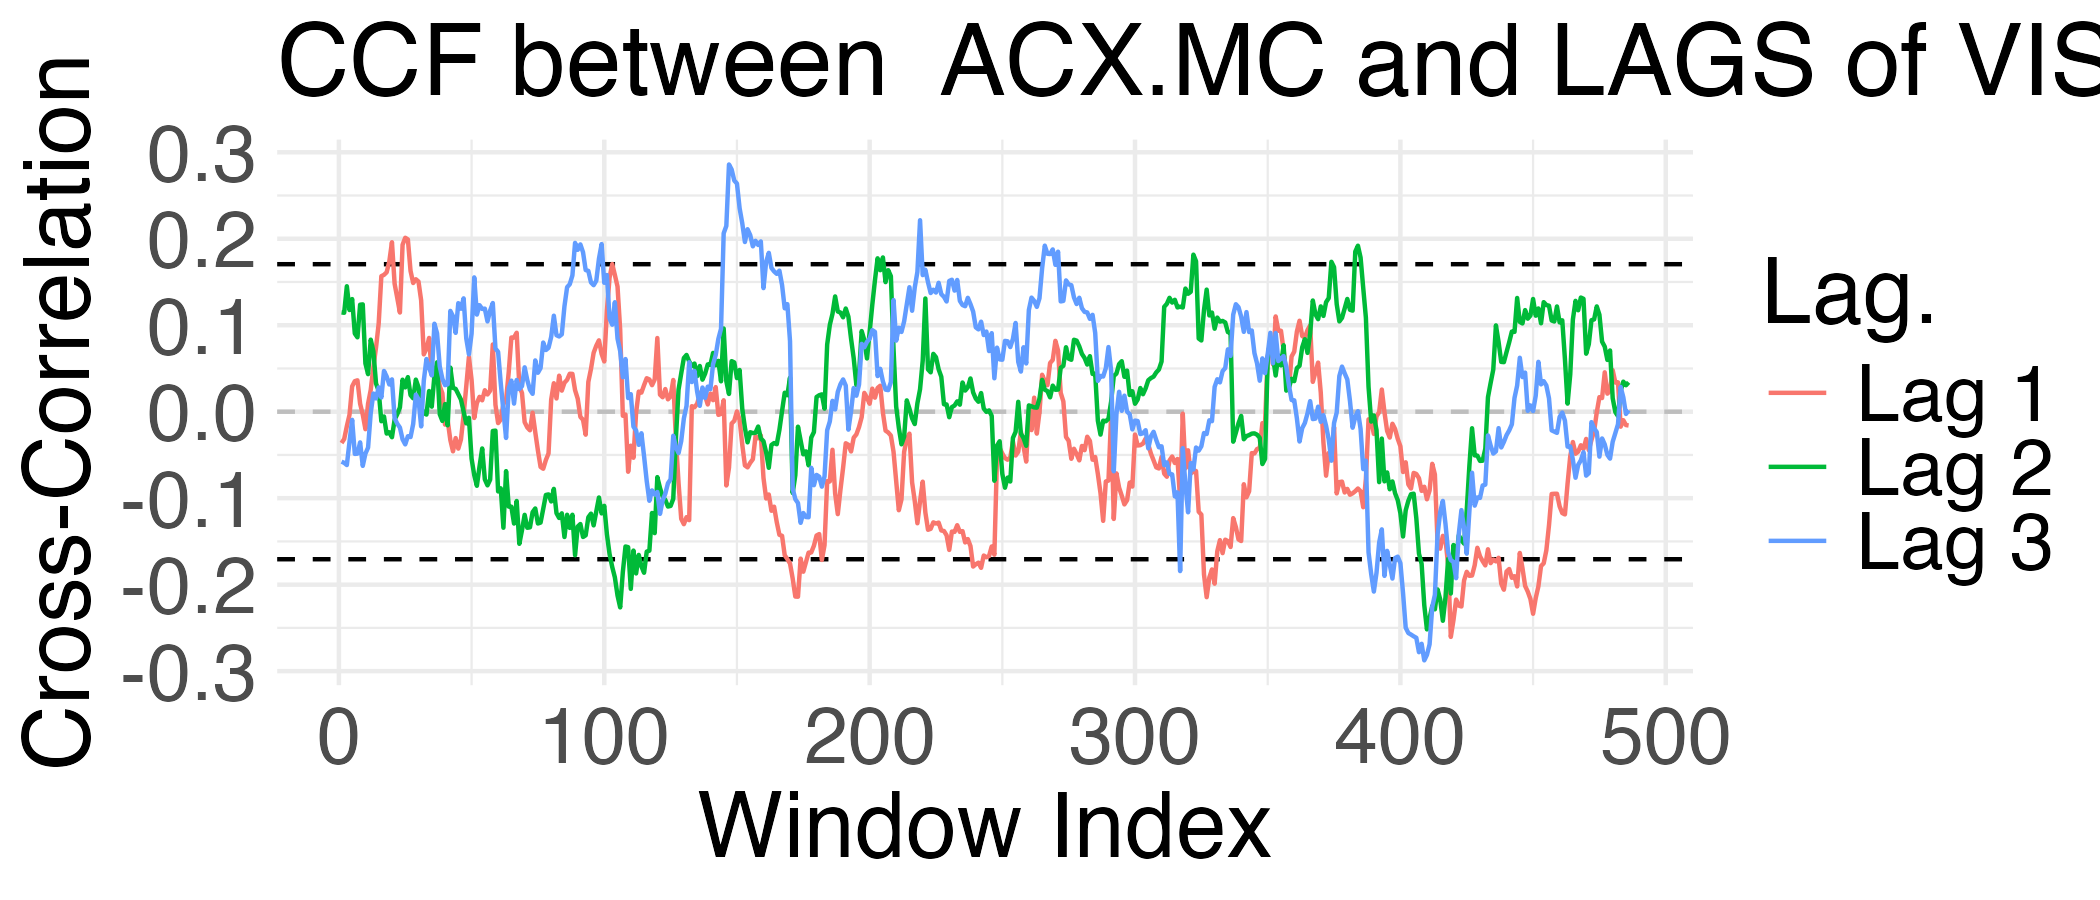 CCF between ACX.MC and LAGS of VIS
Cross-Correlation
0.3
0.2
0.1
0.0
-0.1
-0.2
-0.3
0 100 200 300 400 500
Window Index
Lag.
Lag 1
Lag 2
Lag 3